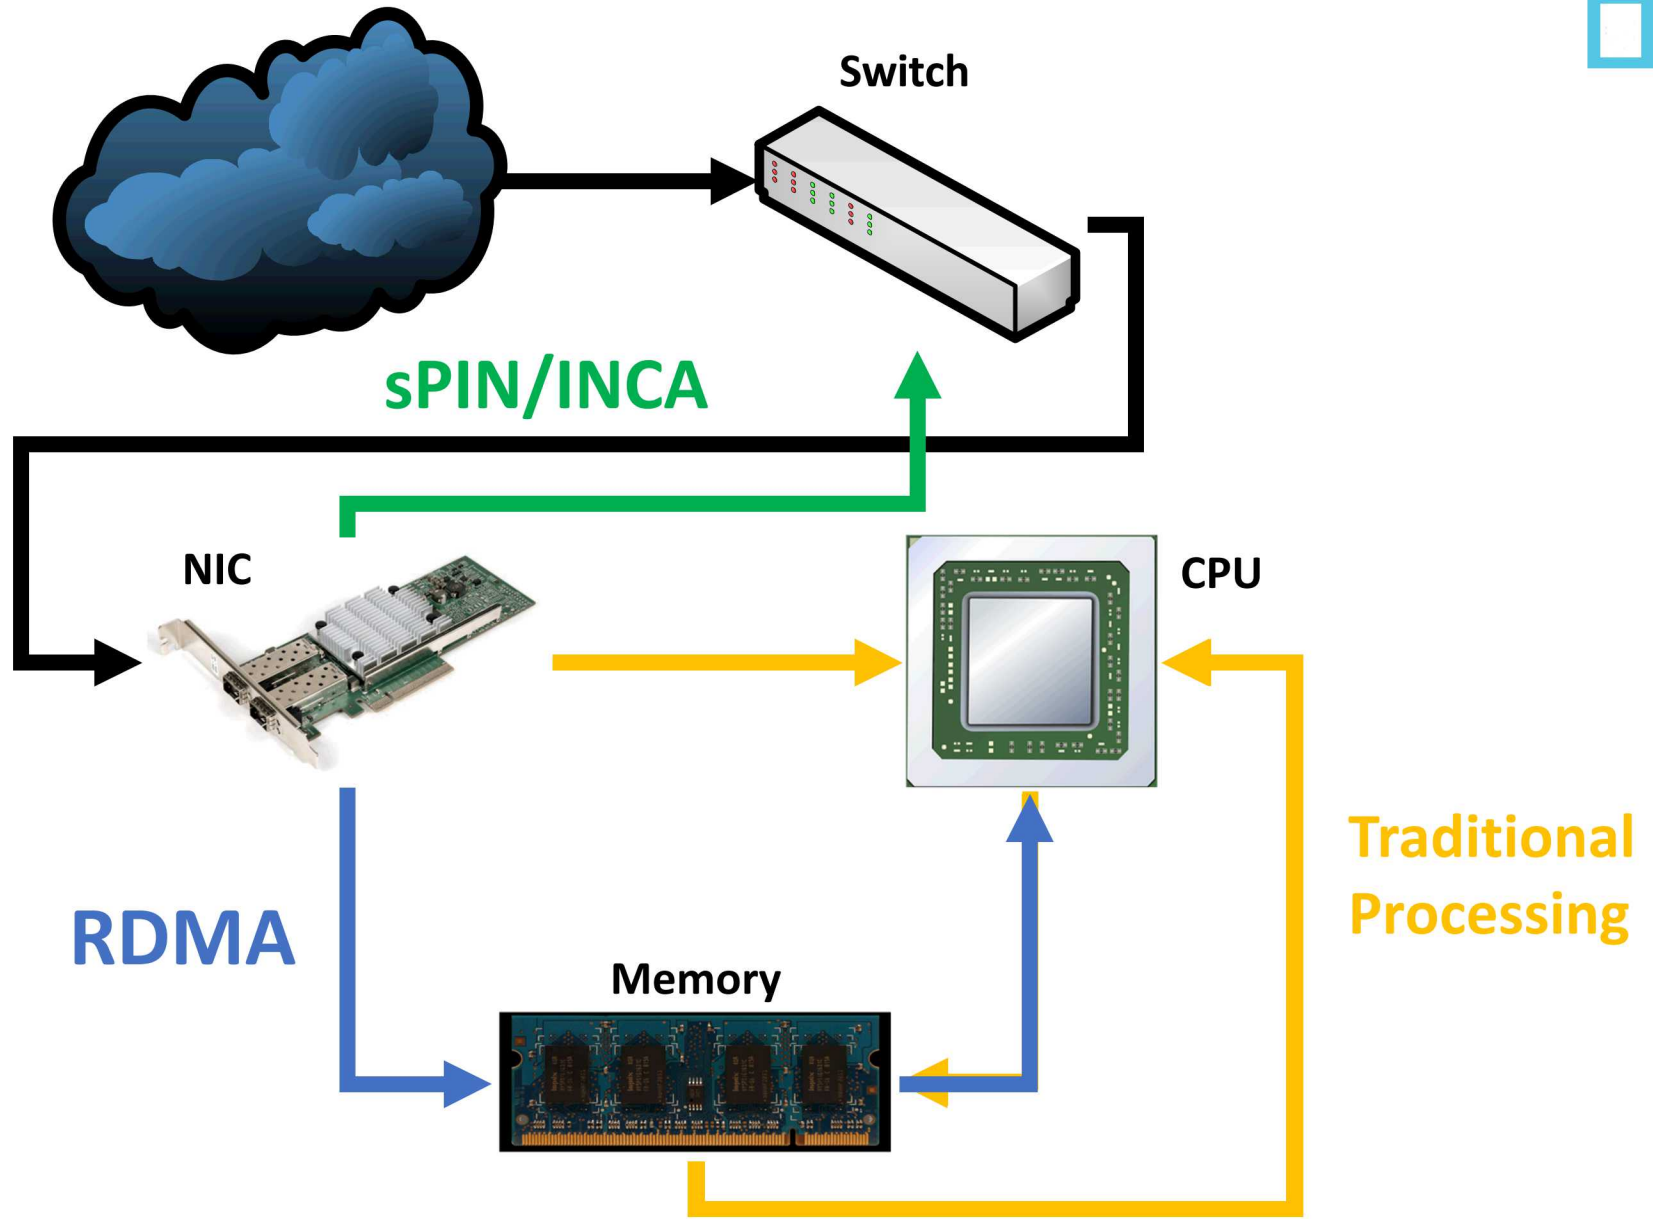 Switch
sPIN/INCA
NIC
CPU
Traditional
Processing
RDMA
Memory